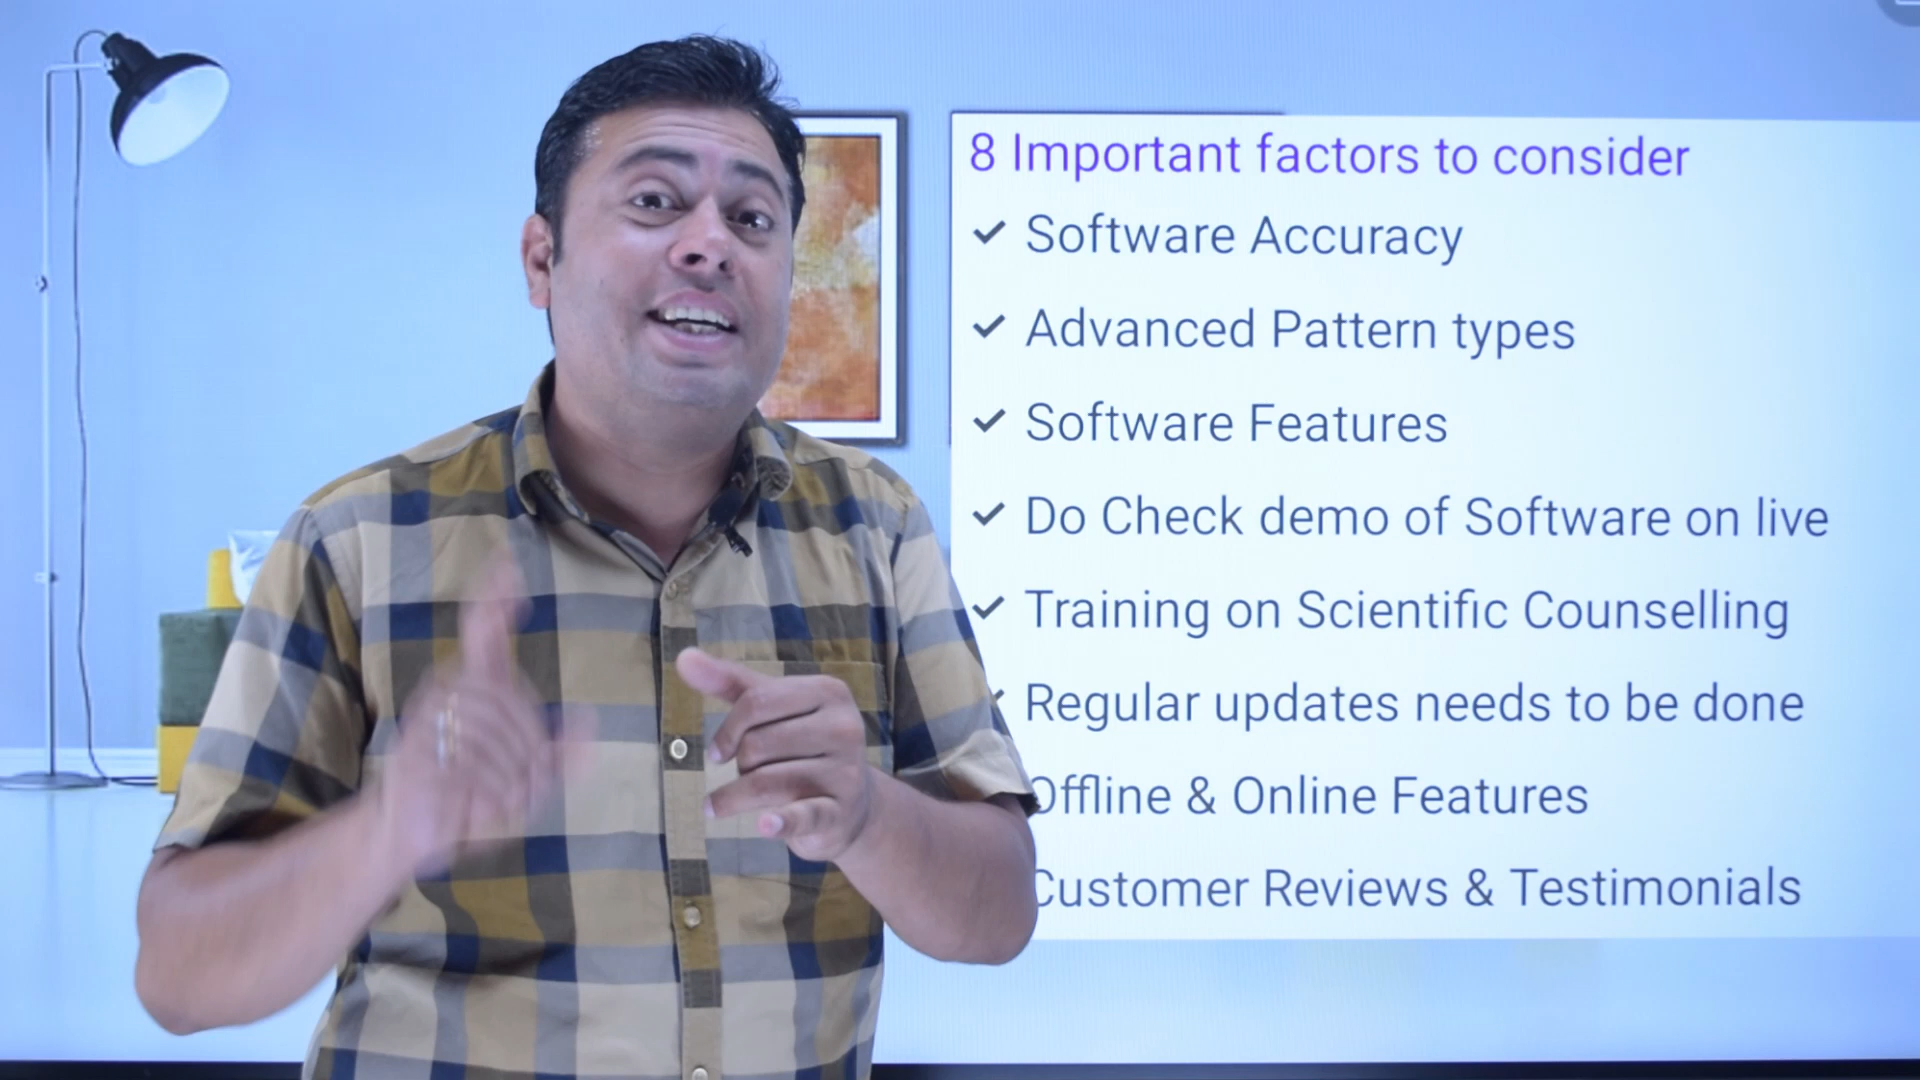 8 Important factors to consider
Software Accuracy
Advanced Pattern types
Software Features
Do Check demo of Software on live
Training on Scientific Counselling
Regular updates needs to be done
Offline & Online Features
Customer Reviews & Testimonials